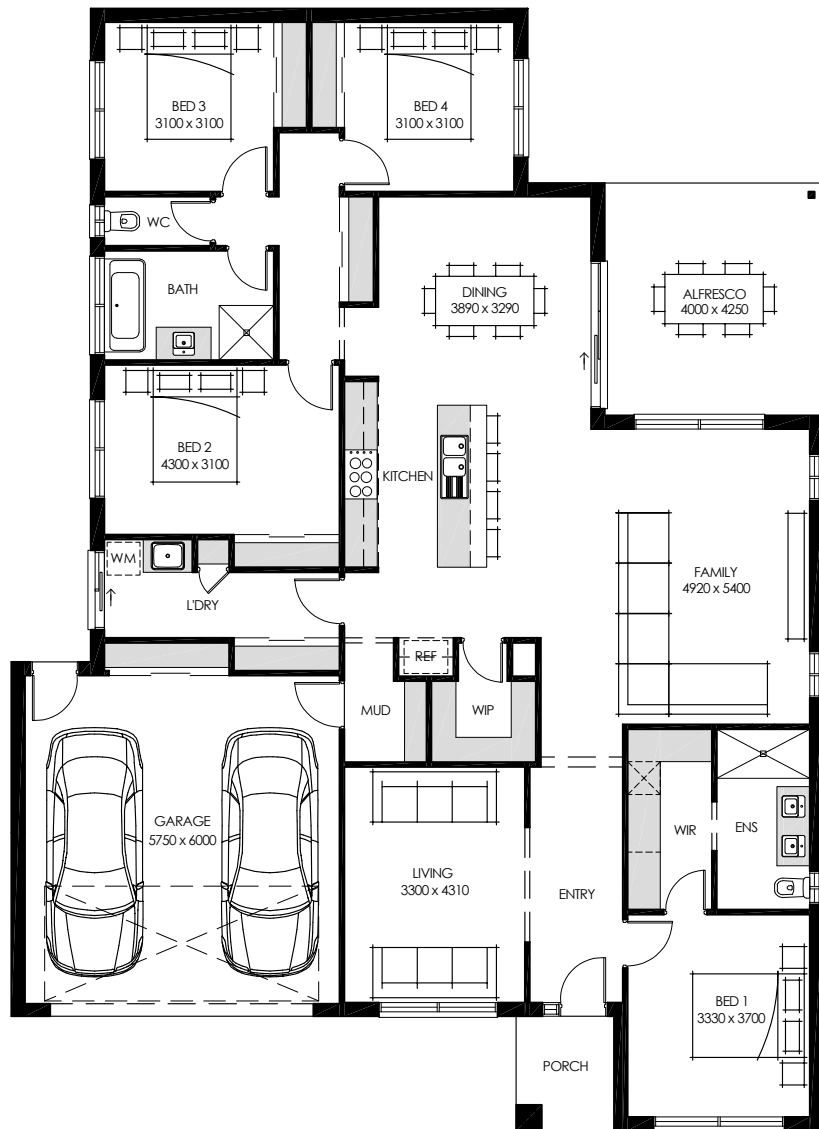 BED 3
3100 x 3100
BED 4
3100 x 3100
WC
BATH
DINING
3890 x 3290
ALFRESCO
4000 x 4250
BED 2
4300 x 3100
KITCHEN
WM
L'DRY
FAMILY
4920 x 5400
REF
MUD
WIP
GARAGE
5750 x 6000
LIVING
3300 x 4310
ENTRY
WIR
ENS
BED 1
3330 x 3700
PORCH